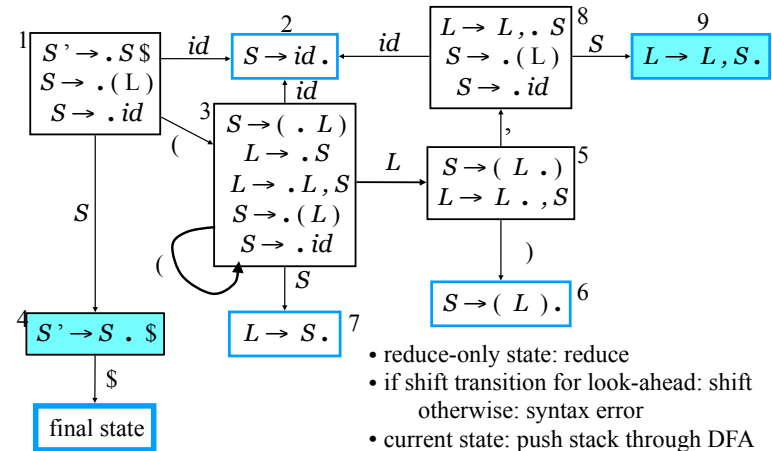 1
S' → . S $
S → . ( L )
S → . id
id
2
S → id .
id
8
L → L , . S
S → . ( L )
S → . id
S
9
L → L , S .
id
(
3
S → ( . L )
L → . S
L → . L , S
S → . ( L )
S → . id
(
L
,
5
S → ( L . )
L → L . , S
S
S
)
4
S' → S . $
L → S .
7
S → ( L ) .
6
$
final state
• reduce-only state: reduce
• if shift transition for look-ahead: shift
otherwise: syntax error
• current state: push stack through DFA